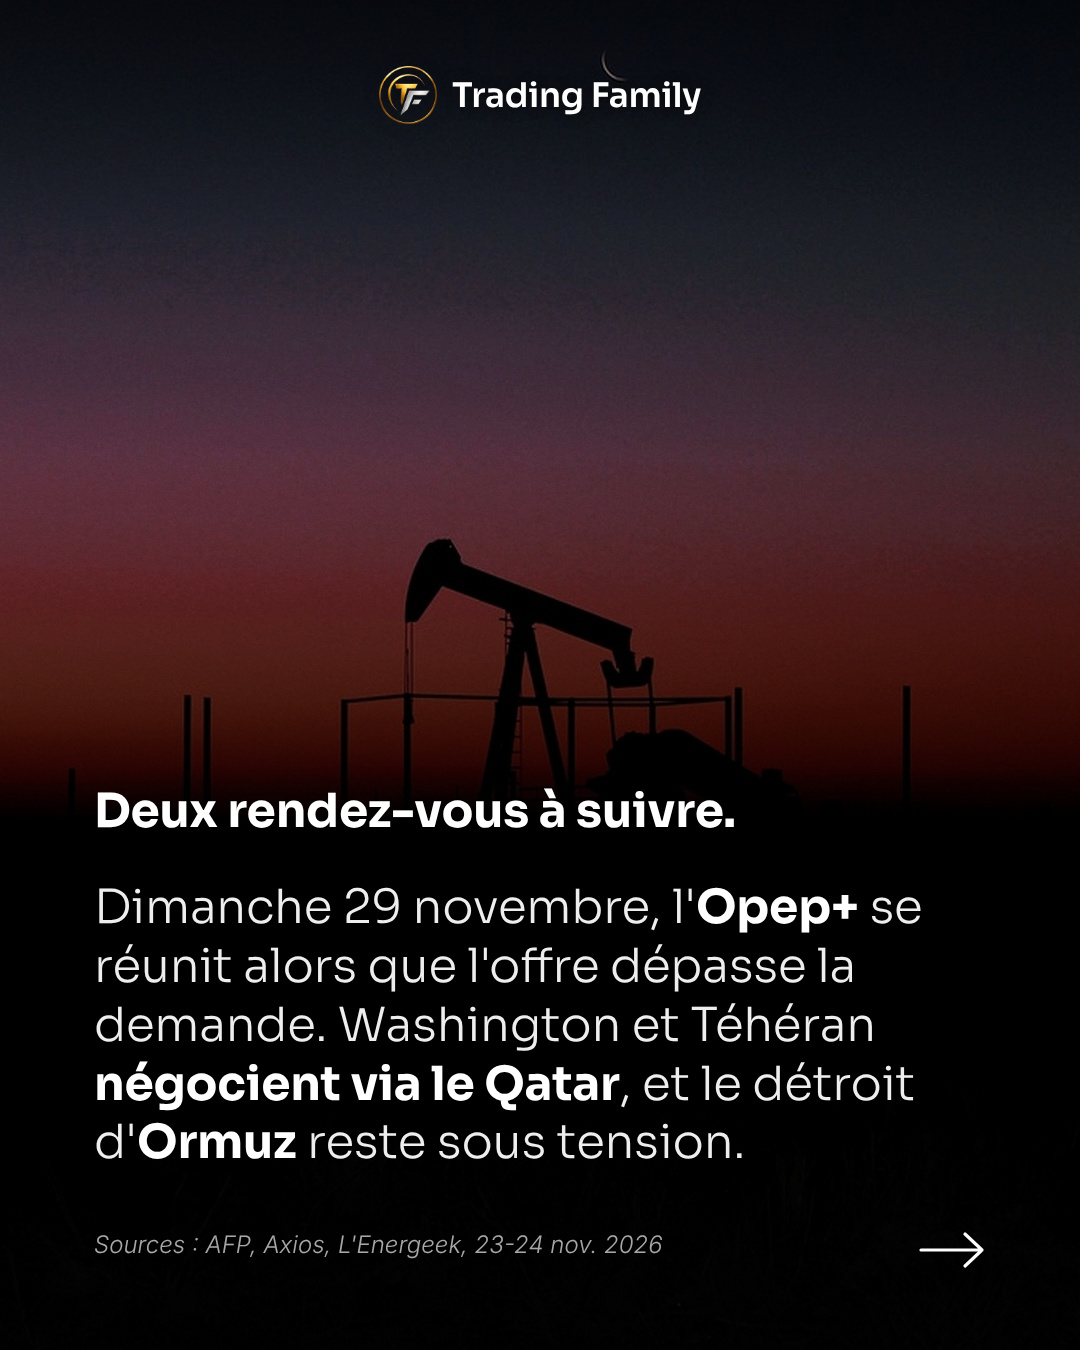 TF Trading Family
Deux rendez-vous à suivre.
Dimanche 29 novembre, l'Opep+ se
réunit alors que l'offre dépasse la
demande. Washington et Téhéran
négocient via le Qatar, et le détroit
d'Ormuz reste sous tension.
Sources : AFP, Axios, L'Energeek, 23-24 nov. 2026